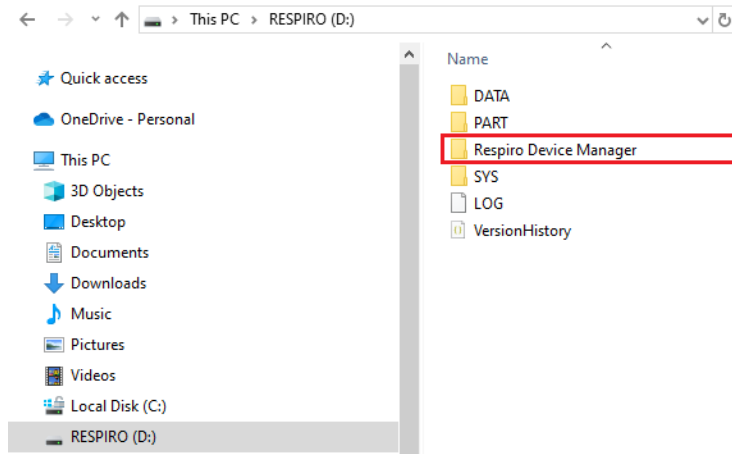 This PC > RESPIRO (D:)
Quick access
OneDrive - Personal
This PC
3D Objects
Desktop
Documents
Downloads
Music
Pictures
Videos
Local Disk (C:)
RESPIRO (D:)
Name
DATA
PART
Respiro Device Manager
SYS
LOG
VersionHistory